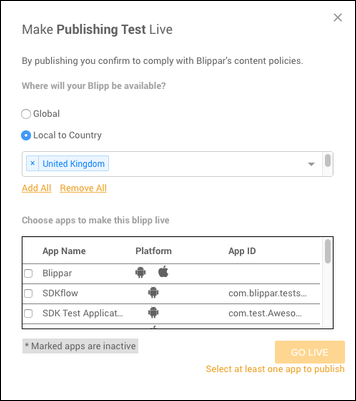 Make Publishing Test Live
By publishing you confirm to comply with Blippar's content policies.
Where will your Blipp be available?
Global
Local to Country
× United Kingdom
Add All Remove All
Choose apps to make this blipp live
App Name Platform App ID
Blippar
SDKflow com.blippar.tests...
SDK Test Applicat... com.test.Aweso...
* Marked apps are inactive
GO LIVE
Select at least one app to publish